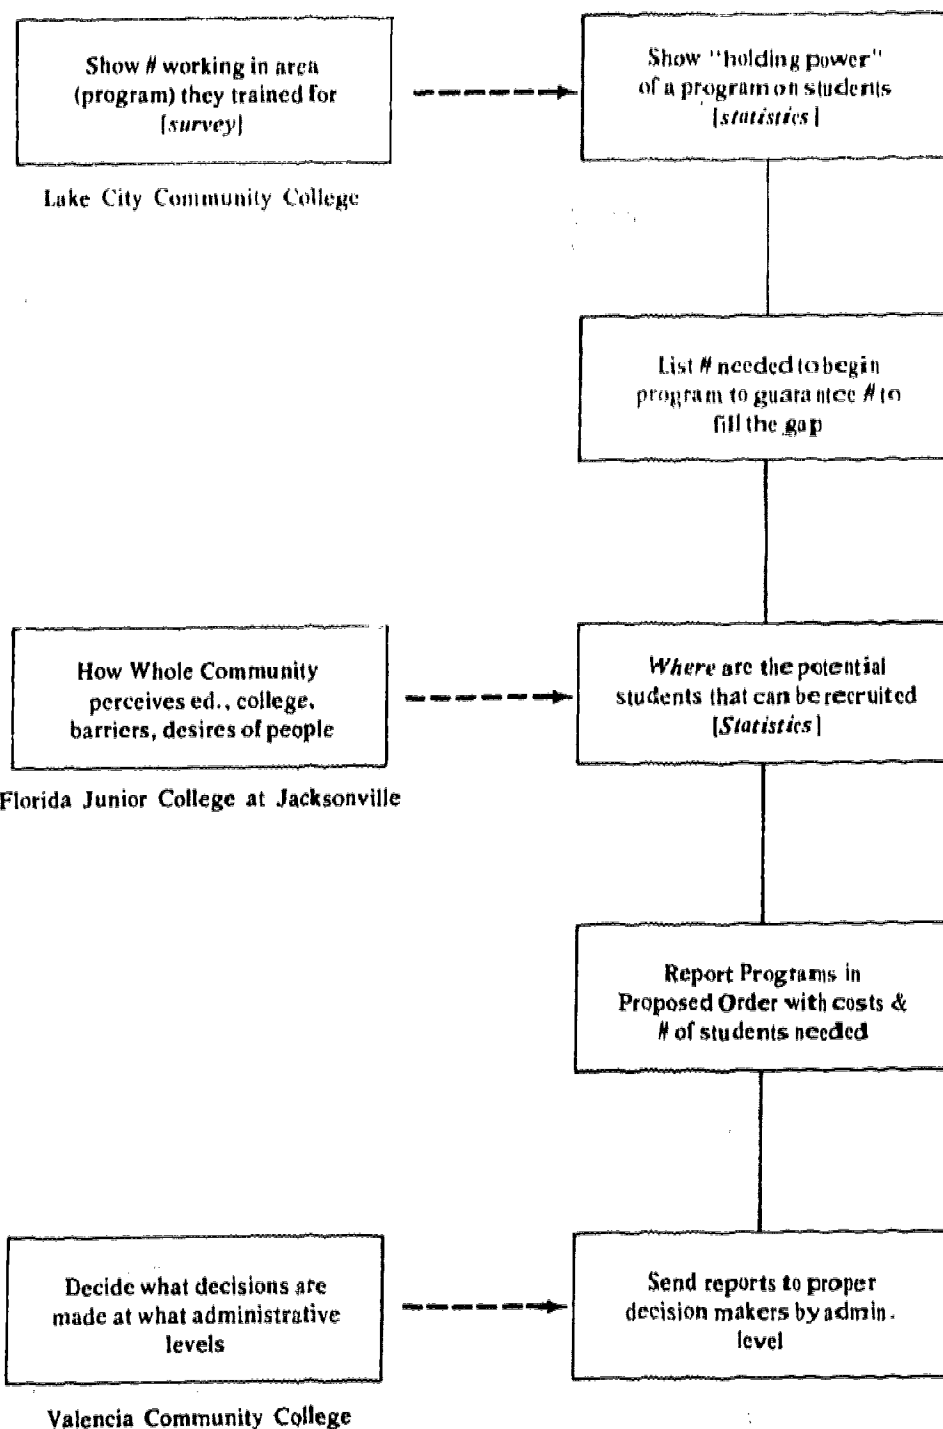 Show # working in area
(program) they trained for
[survey]
Lake City Community College
Show "holding power"
of a program on students
[statistics]
List # needed to begin
program to guarantee # to
fill the gap
How Whole Community
perceives ed., college,
barriers, desires of people
Florida Junior College at Jacksonville
Where are the potential
students that can be recruited
[Statistics]
Report Programs in
Proposed Order with costs &
# of students needed
Decide what decisions are
made at what administrative
levels
Valencia Community College
Send reports to proper
decision makers by admin.
level